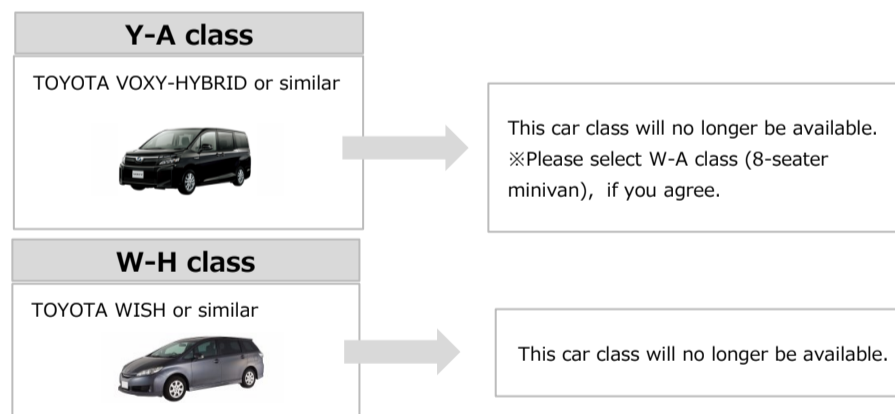 Y-A class
TOYOTA VOXY-HYBRID or similar
This car class will no longer be available.
※Please select W-A class (8-seater
minivan), if you agree.
W-H class
TOYOTA WISH or similar
This car class will no longer be available.